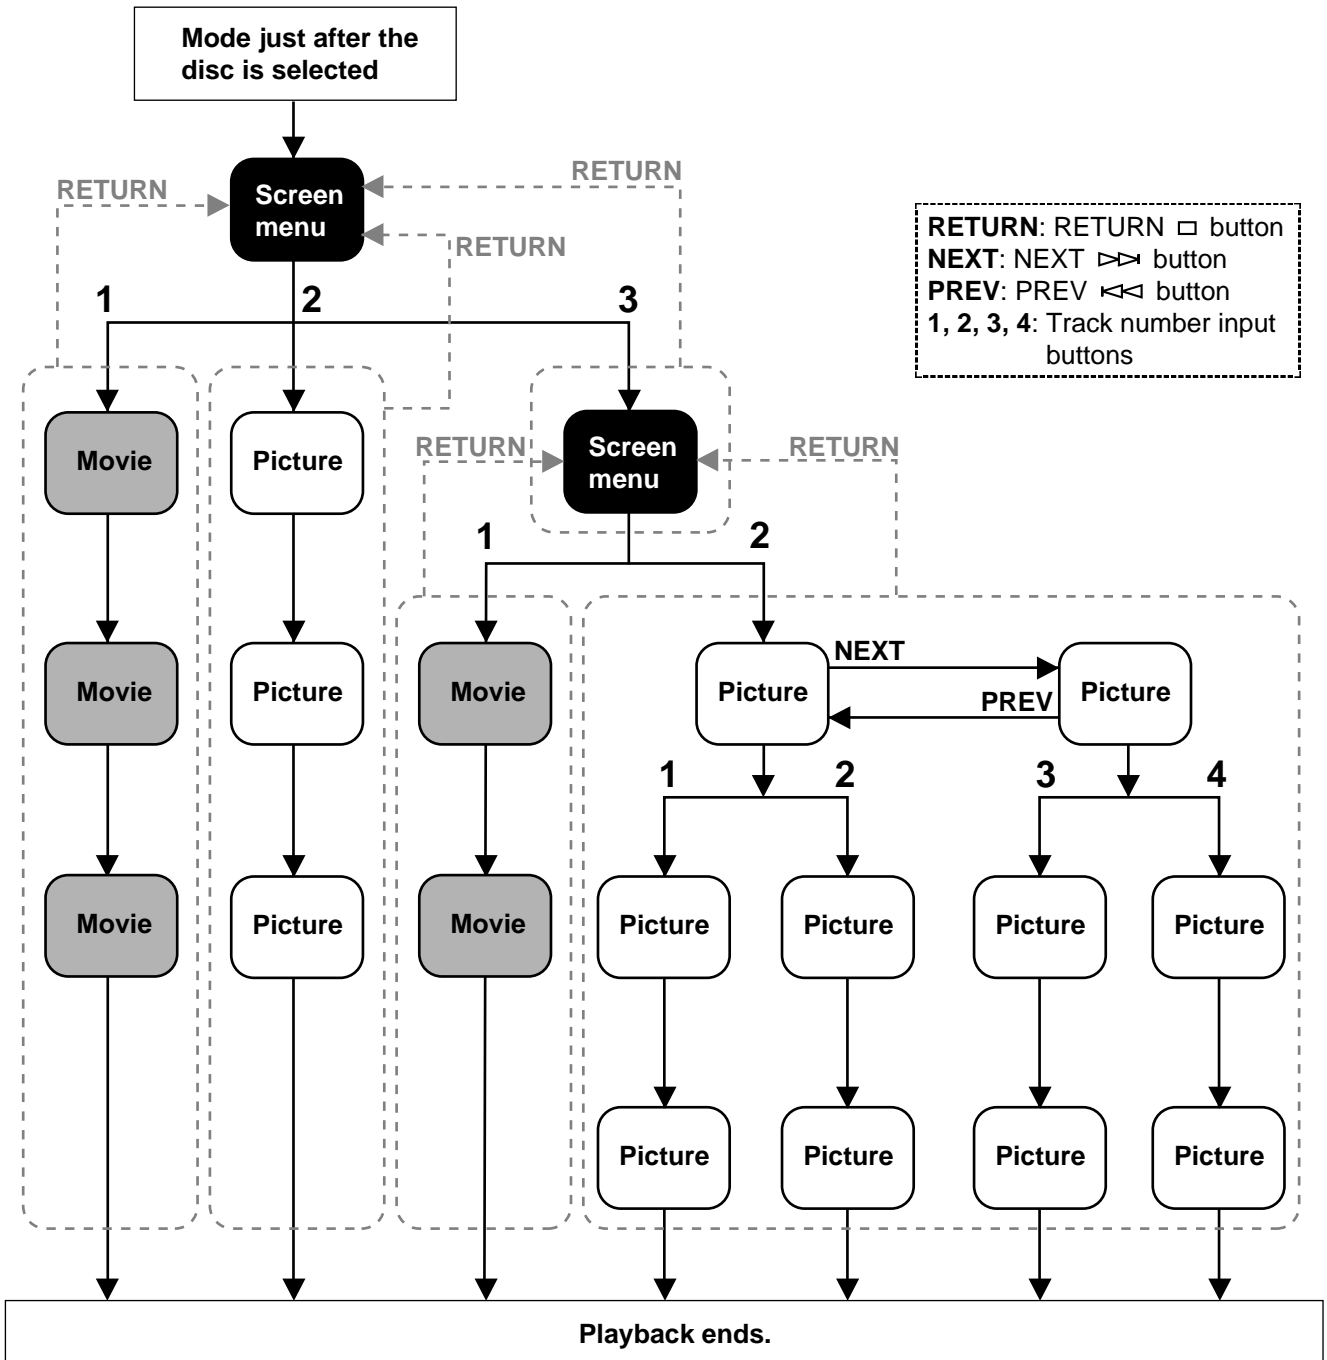 Mode just after the
disc is selected
RETURN
RETURN
Screen
menu
RETURN
RETURN: RETURN □ button
NEXT: NEXT ▷▷| button
PREV: PREV |◁◁ button
1, 2, 3, 4: Track number input
buttons
1
2
3
Movie
Picture
RETURN
Screen
menu
RETURN
1
2
Movie
Picture
Movie
Picture
NEXT
PREV
Picture
1
2
3
4
Movie
Picture
Movie
Picture
Picture
Picture
Picture
Picture
Picture
Picture
Picture
Playback ends.